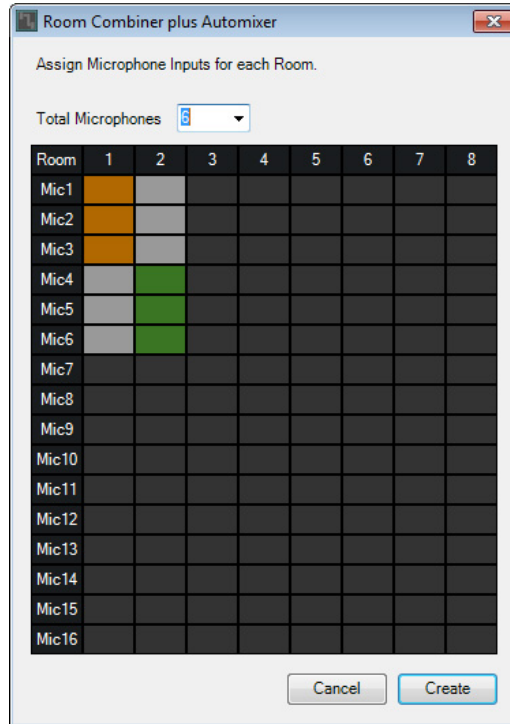 Room Combiner plus Automixer
Assign Microphone Inputs for each Room.
Total Microphones 6
Room 1 2 3 4 5 6 7 8
Mic1
Mic2
Mic3
Mic4
Mic5
Mic6
Mic7
Mic8
Mic9
Mic10
Mic11
Mic12
Mic13
Mic14
Mic15
Mic16
Cancel Create